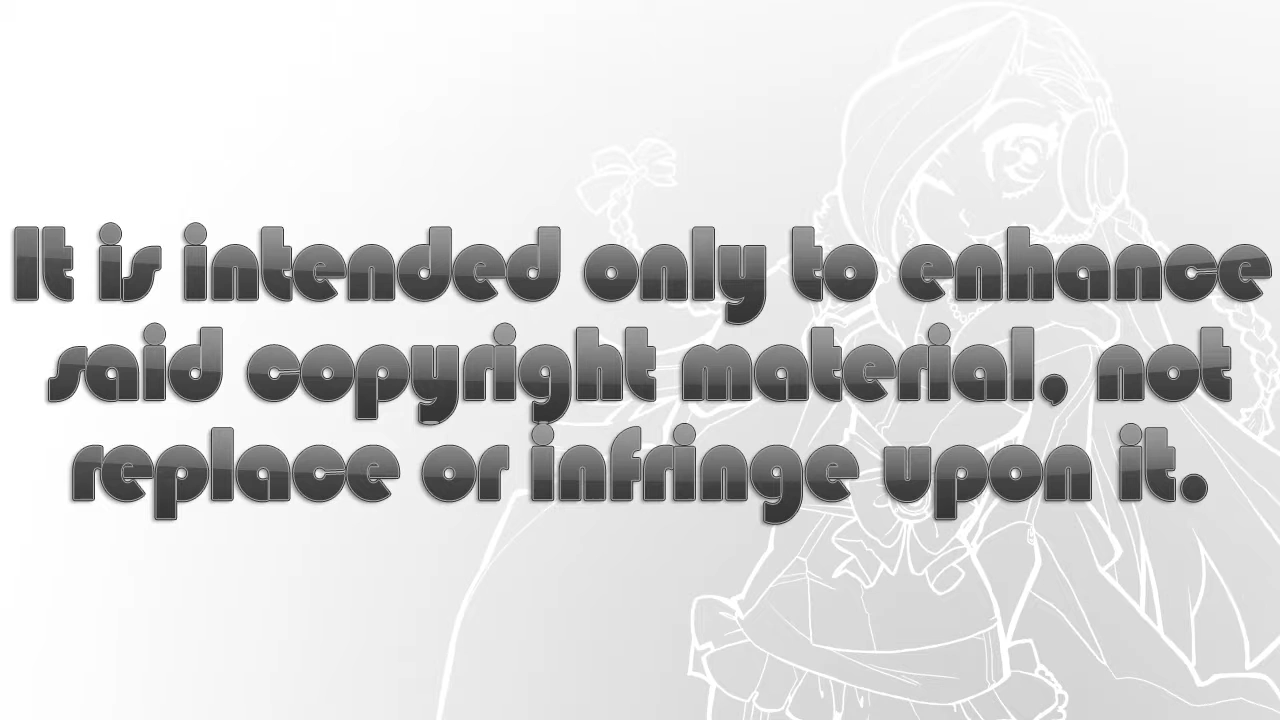 It is intended only to enhance
said copyright material, not
replace or infringe upon it.